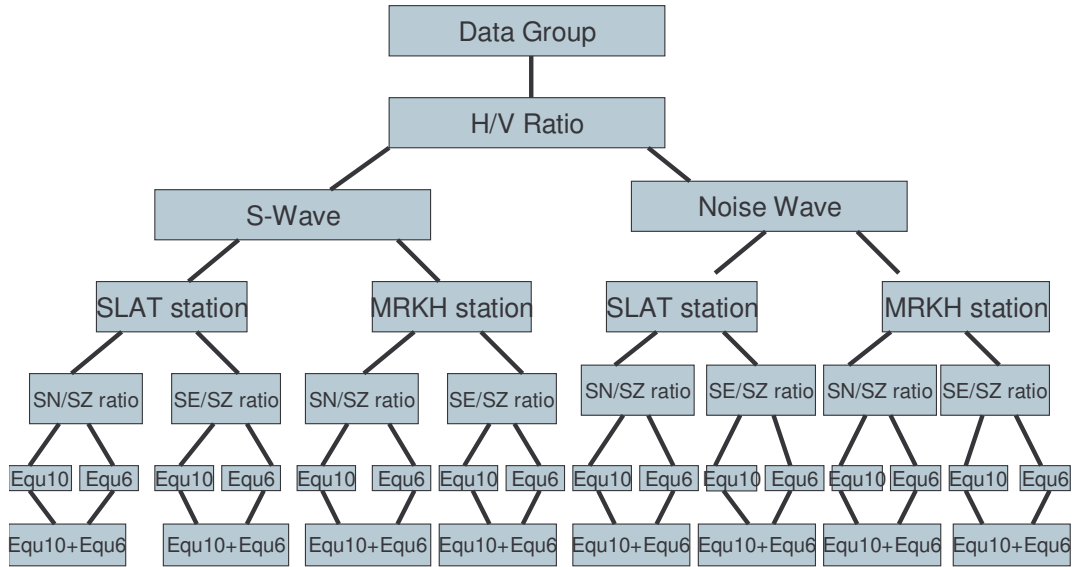 Data Group
H/V Ratio
S-Wave
Noise Wave
SLAT station
MRKH station
SLAT station
MRKH station
SN/SZ ratio
SE/SZ ratio
SN/SZ ratio
SE/SZ ratio
SN/SZ ratio
SE/SZ ratio
SN/SZ ratio
SE/SZ ratio
Equ10
Equ6
Equ10
Equ6
Equ10
Equ6
Equ10
Equ6
Equ10
Equ6
Equ10
Equ6
Equ10
Equ6
Equ10
Equ6
Equ10+Equ6
Equ10+Equ6
Equ10+Equ6
Equ10+Equ6
Equ10+Equ6
Equ10+Equ6
Equ10+Equ6
Equ10+Equ6